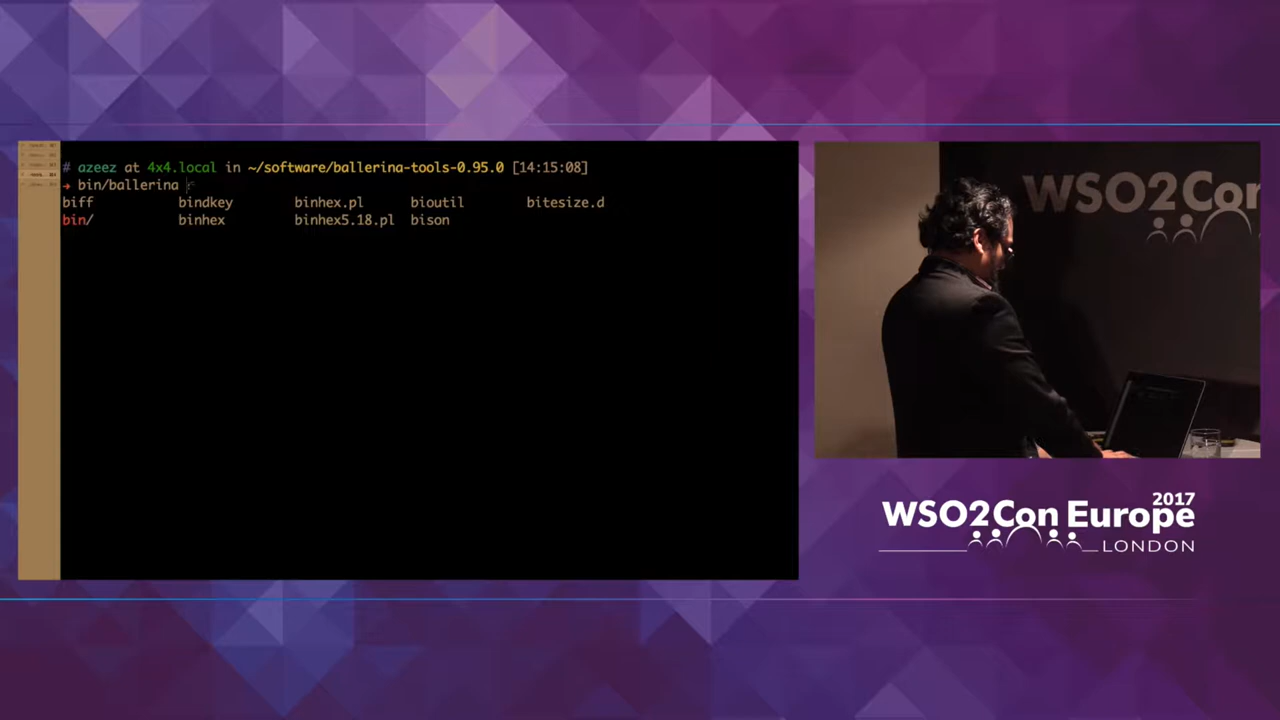 # azeez at 4x4.local in ~/software/ballerina-tools-0.95.0 [14:15:08]
→ bin/ballerina
biff bindkey binhex.pl bioutil bitesize.d
bin/ binhex binhex5.18.pl bison
WSO2Con
2017
WSO2Con Europe
LONDON